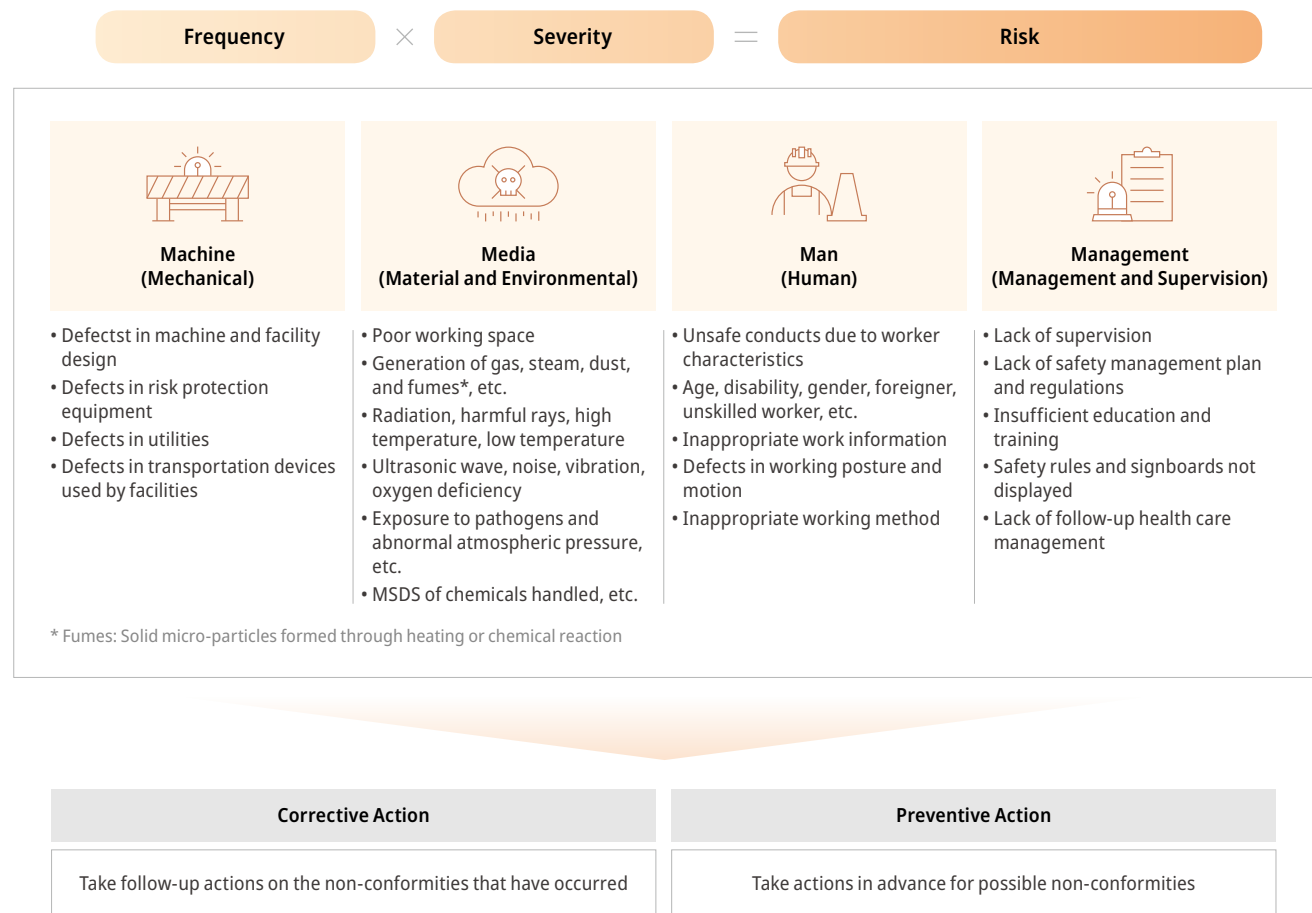 Frequency × Severity = Risk
Machine
(Mechanical)
• Defectst in machine and facility
design
• Defects in risk protection
equipment
• Defects in utilities
• Defects in transportation devices
used by facilities
Media
(Material and Environmental)
• Poor working space
• Generation of gas, steam, dust,
and fumes*, etc.
• Radiation, harmful rays, high
temperature, low temperature
• Ultrasonic wave, noise, vibration,
oxygen deficiency
• Exposure to pathogens and
abnormal atmospheric pressure,
etc.
• MSDS of chemicals handled, etc.
Man
(Human)
• Unsafe conducts due to worker
characteristics
• Age, disability, gender, foreigner,
unskilled worker, etc.
• Inappropriate work information
• Defects in working posture and
motion
• Inappropriate working method
Management
(Management and Supervision)
• Lack of supervision
• Lack of safety management plan
and regulations
• Insufficient education and
training
• Safety rules and signboards not
displayed
• Lack of follow-up health care
management
* Fumes: Solid micro-particles formed through heating or chemical reaction
Corrective Action
Take follow-up actions on the non-conformities that have occurred
Preventive Action
Take actions in advance for possible non-conformities